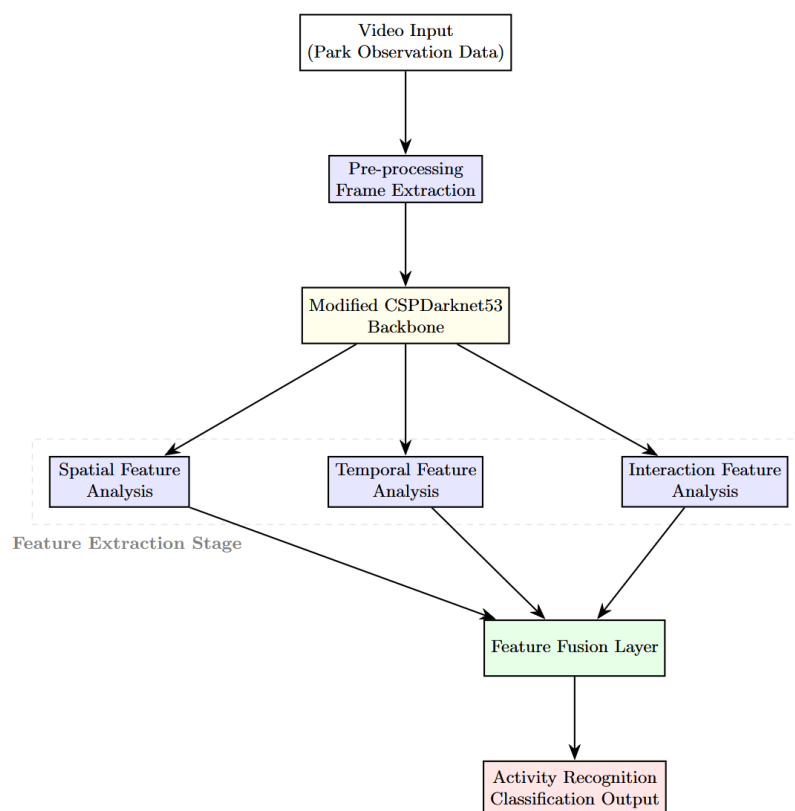 Video Input
(Park Observation Data)
Pre-processing
Frame Extraction
Modified CSPDarknet53
Backbone
Spatial Feature
Analysis
Temporal Feature
Analysis
Interaction Feature
Analysis
Feature Extraction Stage
Feature Fusion Layer
Activity Recognition
Classification Output